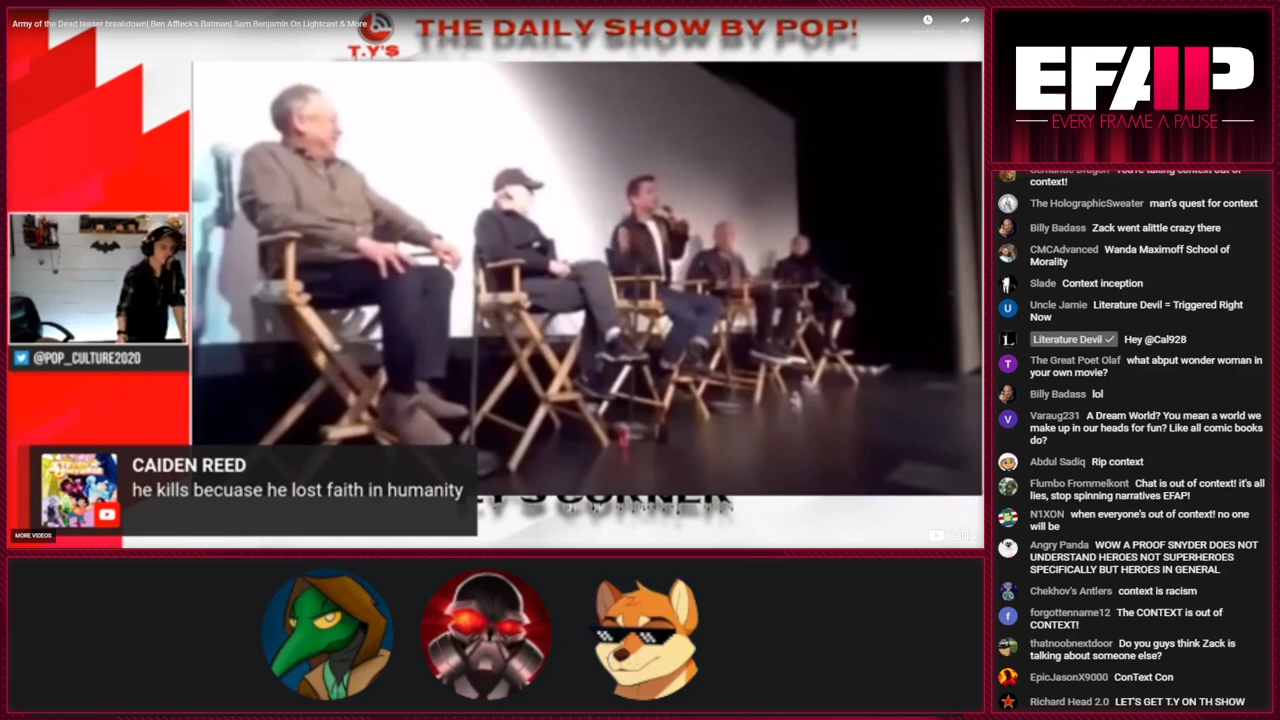 Army of the Dead teaser breakdown| Ben Affleck's Batman| Sam Benjamin On Lightcast & More
T.Y'S
THE DAILY SHOW BY POP!
@POP_CULTURE2020
CAIDEN REED
he kills becuase he lost faith in humanity
CORNER
MORE VIDEOS
YouTube
EFAP
EVERY FRAME A PAUSE
context!
The HolographicSweater man's quest for context
Billy Badass Zack went alittle crazy there
CMCAdvanced Wanda Maximoff School of
Morality
Slade Context inception
U Uncle Jamie Literature Devil = Triggered Right
Now
Literature Devil Hey @Cal928
T The Great Poet Olaf what abput wonder woman in
your own movie?
Billy Badass lol
V Varaug231 A Dream World? You mean a world we
make up in our heads for fun? Like all comic books
do?
Abdul Sadiq Rip context
Flumbo Frommelkont Chat is out of context! it's all
lies, stop spinning narratives EFAP!
N1XON when everyone's out of context! no one
will be
Angry Panda WOW A PROOF SNYDER DOES NOT
UNDERSTAND HEROES NOT SUPERHEROES
SPECIFICALLY BUT HEROES IN GENERAL
Chekhov's Antlers context is racism
f forgottenname12 The CONTEXT is out of
CONTEXT!
thatnoobnextdoor Do you guys think Zack is
talking about someone else?
EpicJasonX9000 ConText Con
Richard Head 2.0 LET'S GET T.Y ON TH SHOW